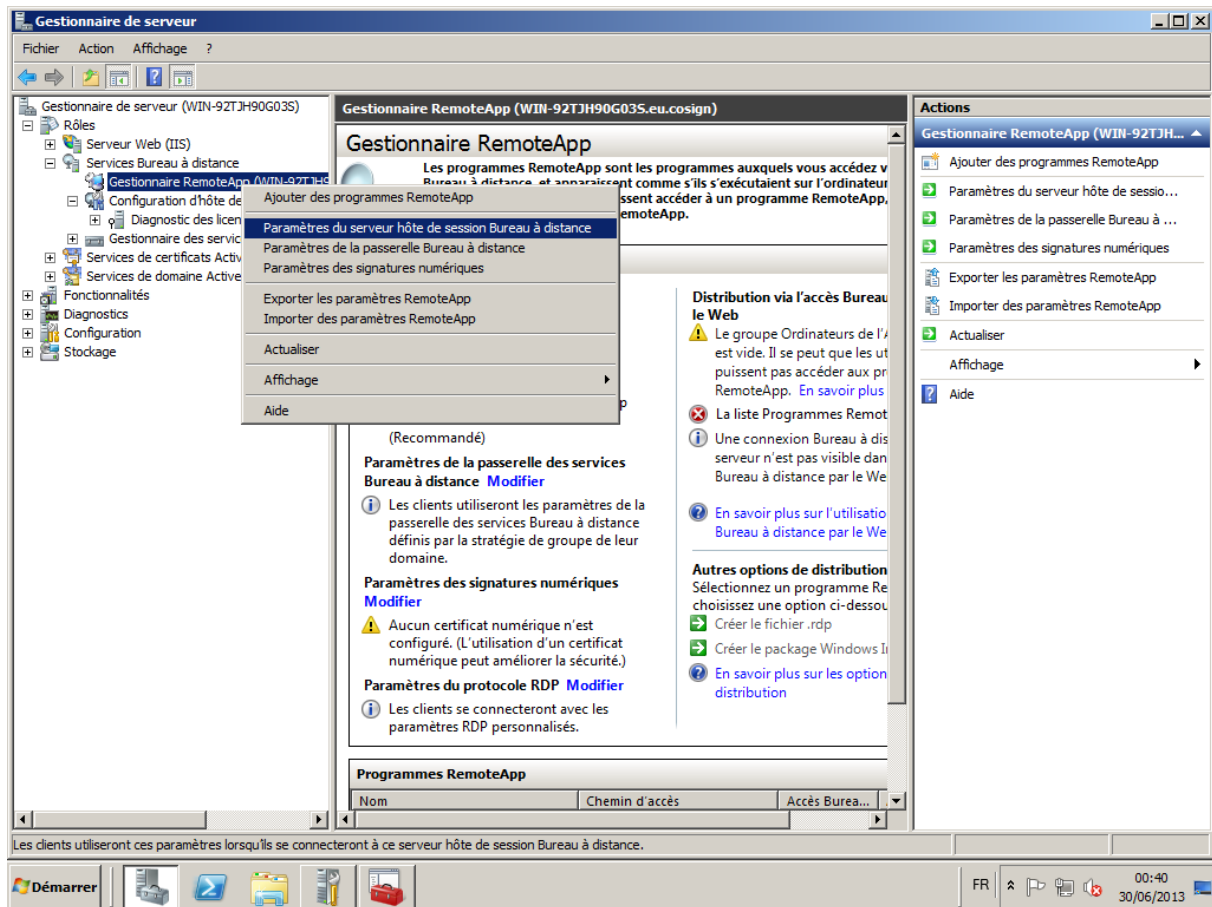 Gestionnaire de serveur
Fichier Action Affichage ?
Gestionnaire de serveur (WIN-92TJH90G03S)
Rôles
Serveur Web (IIS)
Services Bureau à distance
Gestionnaire RemoteApp (WIN-92TJH9
Configuration d'hôte de
Diagnostic des licen
Gestionnaire des servic
Services de certificats Activ
Services de domaine Active
Fonctionnalités
Diagnostics
Configuration
Stockage
Ajouter des programmes RemoteApp
Paramètres du serveur hôte de session Bureau à distance
Paramètres de la passerelle Bureau à distance
Paramètres des signatures numériques
Exporter les paramètres RemoteApp
Importer des paramètres RemoteApp
Actualiser
Affichage
Aide
Gestionnaire RemoteApp (WIN-92TJH90G03S.eu.cosign)
Gestionnaire RemoteApp
Les programmes RemoteApp sont les programmes auxquels vous accédez v
Bureau à distance, et apparaissent comme s'ils s'exécutaient sur l'ordinateur
ssent accéder à un programme RemoteApp,
emoteApp.
p
(Recommandé)
Paramètres de la passerelle des services
Bureau à distance Modifier
Les clients utiliseront les paramètres de la
passerelle des services Bureau à distance
définis par la stratégie de groupe de leur
domaine.
Paramètres des signatures numériques
Modifier
Aucun certificat numérique n'est
configuré. (L'utilisation d'un certificat
numérique peut améliorer la sécurité.)
Paramètres du protocole RDP Modifier
Les clients se connecteront avec les
paramètres RDP personnalisés.
Distribution via l'accès Bureau
le Web
Le groupe Ordinateurs de l'A
est vide. Il se peut que les ut
puissent pas accéder aux pr
RemoteApp. En savoir plus
La liste Programmes Remot
Une connexion Bureau à dis
serveur n'est pas visible dan
Bureau à distance par le We
En savoir plus sur l'utilisatio
Bureau à distance par le We
Autres options de distribution
Sélectionnez un programme Re
choisissez une option ci-dessou
Créer le fichier .rdp
Créer le package Windows I
En savoir plus sur les option
distribution
Programmes RemoteApp
Nom Chemin d'accès Accès Burea...
Actions
Gestionnaire RemoteApp (WIN-92TJH...
Ajouter des programmes RemoteApp
Paramètres du serveur hôte de sessio...
Paramètres de la passerelle Bureau à ...
Paramètres des signatures numériques
Exporter les paramètres RemoteApp
Importer des paramètres RemoteApp
Actualiser
Affichage
Aide
Les clients utiliseront ces paramètres lorsqu'ils se connecteront à ce serveur hôte de session Bureau à distance.
Démarrer
FR
00:40
30/06/2013